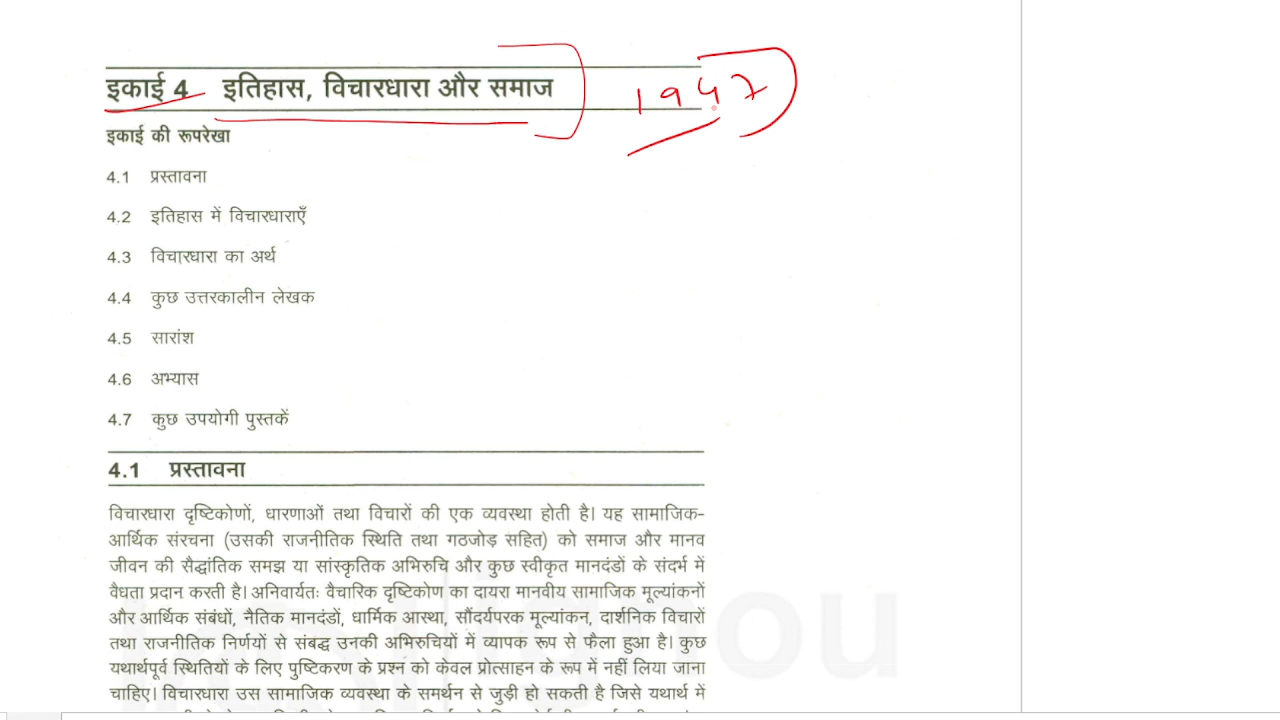 इकाई 4 इतिहास, विचारधारा और समाज
1947
इकाई की रूपरेखा
4.1 प्रस्तावना
4.2 इतिहास में विचारधाराएँ
4.3 विचारधारा का अर्थ
4.4 कुछ उत्तरकालीन लेखक
4.5 सारांश
4.6 अभ्यास
4.7 कुछ उपयोगी पुस्तकें
4.1 प्रस्तावना
विचारधारा दृष्टिकोणों, धारणाओं तथा विचारों की एक व्यवस्था होती है। यह सामाजिक-
आर्थिक संरचना (उसकी राजनीतिक स्थिति तथा गठजोड़ सहित) को समाज और मानव
जीवन की सैद्धांतिक समझ या सांस्कृतिक अभिरुचि और कुछ स्वीकृत मानदंडों के संदर्भ में
वैधता प्रदान करती है। अनिवार्यतः वैचारिक दृष्टिकोण का दायरा मानवीय सामाजिक मूल्यांकनों
और आर्थिक संबंधों, नैतिक मानदंडों, धार्मिक आस्था, सौंदर्यपरक मूल्यांकन, दार्शनिक विचारों
तथा राजनीतिक निर्णयों से संबद्ध उनकी अभिरुचियों में व्यापक रूप से फैला हुआ है। कुछ
यथार्थपूर्व स्थितियों के लिए पुष्टिकरण के प्रश्न को केवल प्रोत्साहन के रूप में नहीं लिया जाना
चाहिए। विचारधारा उस सामाजिक व्यवस्था के समर्थन से जुड़ी हो सकती है जिसे यथार्थ में